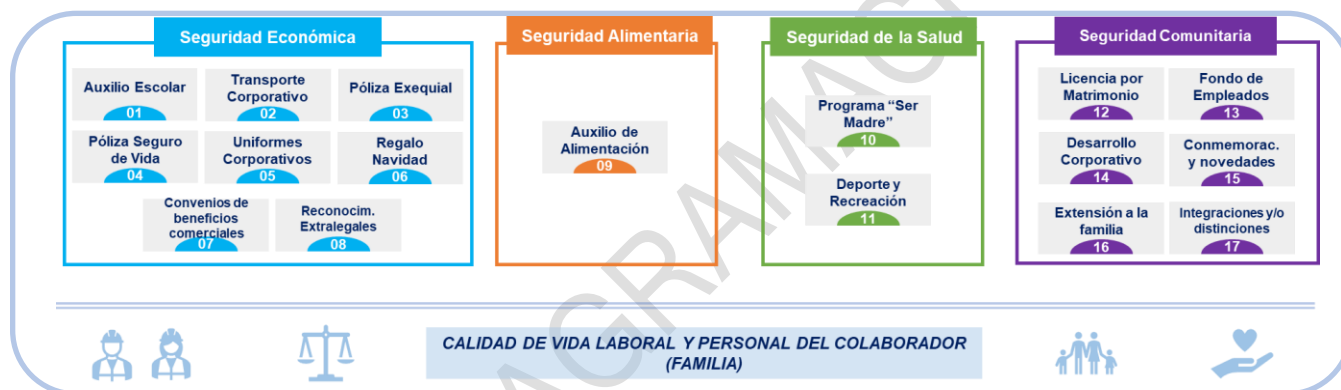 Seguridad Económica
Auxilio Escolar
01
Transporte
Corporativo
02
Póliza Exequial
03
Póliza Seguro
de Vida
04
Uniformes
Corporativos
05
Regalo
Navidad
06
Convenios de
beneficios
comerciales
07
Reconocim.
Extralegales
08
Seguridad Alimentaria
Auxilio de
Alimentación
09
Seguridad de la Salud
Programa “Ser
Madre”
10
Deporte y
Recreación
11
Seguridad Comunitaria
Licencia por
Matrimonio
12
Fondo de
Empleados
13
Desarrollo
Corporativo
14
Conmemorac.
y novedades
15
Extensión a la
familia
16
Integraciones y/o
distinciones
17
CALIDAD DE VIDA LABORAL Y PERSONAL DEL COLABORADOR
(FAMILIA)